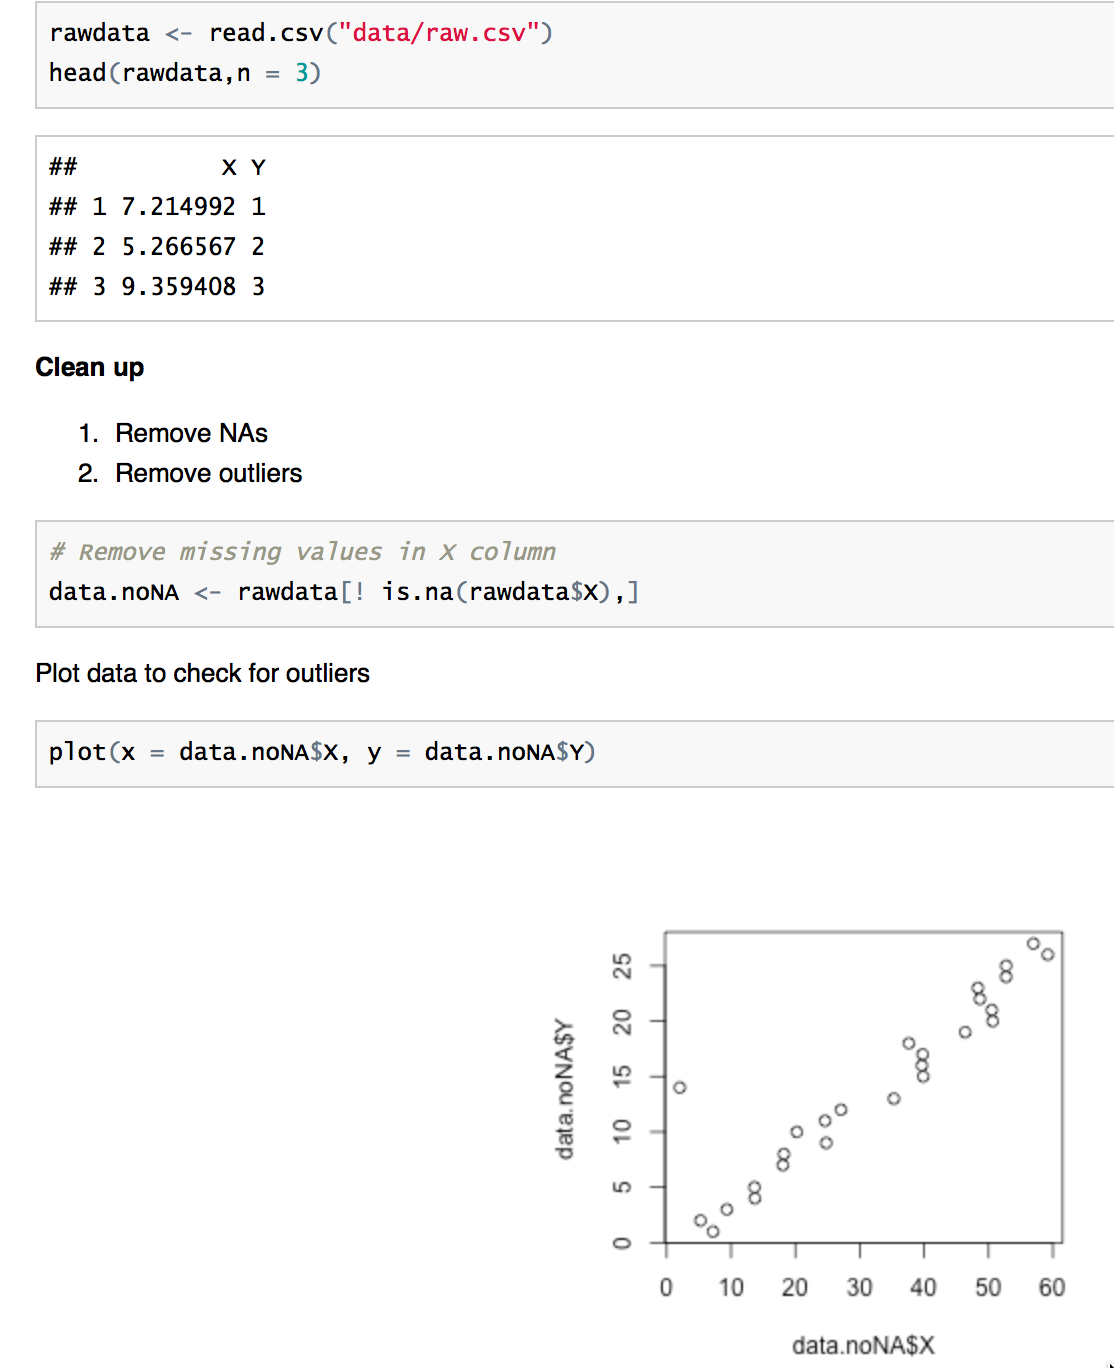 rawdata <- read.csv("data/raw.csv")
head(rawdata,n = 3)
##          X Y
## 1 7.214992 1
## 2 5.266567 2
## 3 9.359408 3
Clean up
1. Remove NAs
2. Remove outliers
# Remove missing values in X column
data.noNA <- rawdata[! is.na(rawdata$X),]
Plot data to check for outliers
plot(x = data.noNA$X, y = data.noNA$Y)
data.noNA$Y
25
20
15
10
5
0
0 10 20 30 40 50 60
data.noNA$X